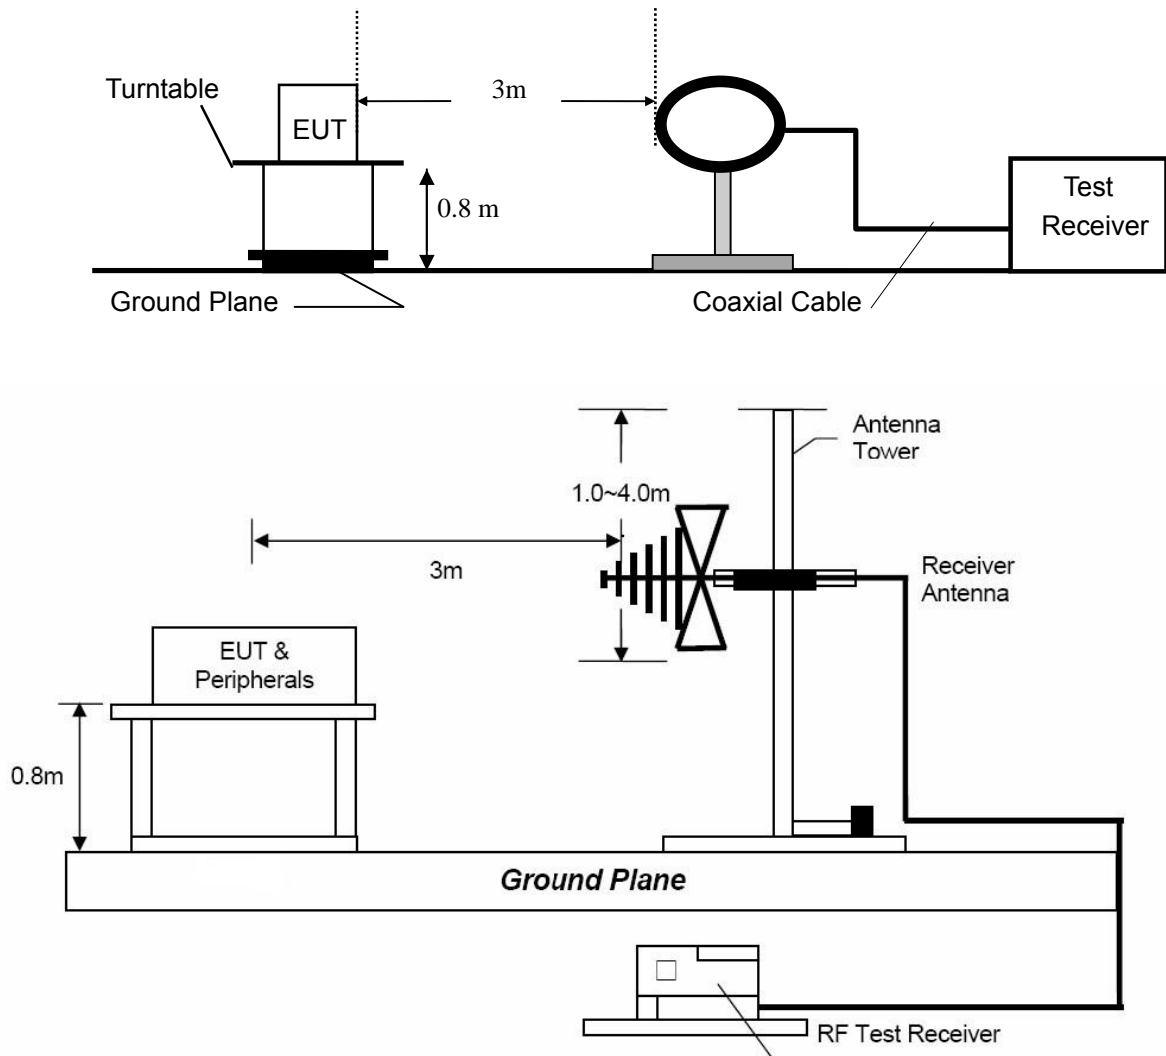 3m
Turntable
EUT
0.8 m
Test
Receiver
Ground Plane
Coaxial Cable
Antenna
Tower
1.0~4.0m
3m
Receiver
Antenna
EUT &
Peripherals
0.8m
Ground Plane
RF Test Receiver